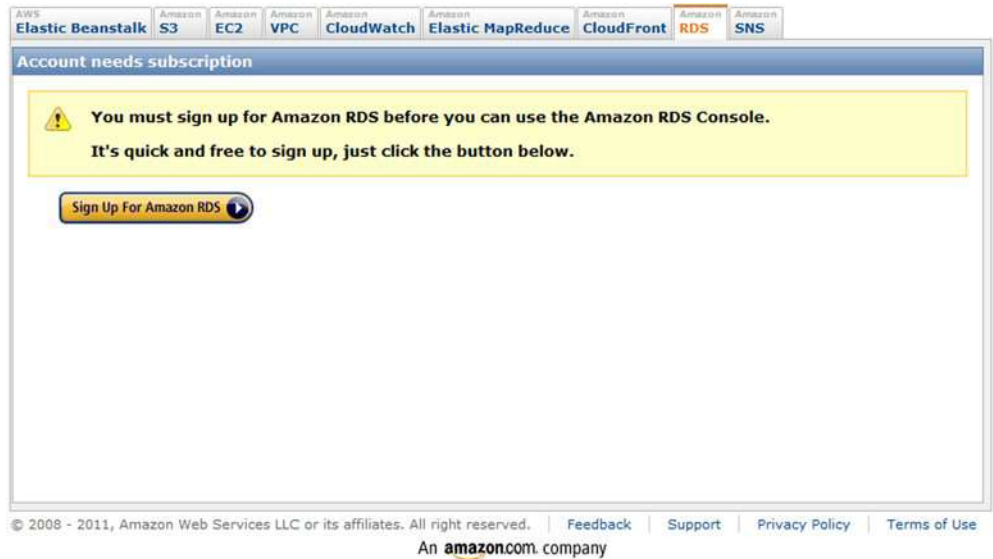 AWS Amazon Amazon Amazon Amazon Amazon Amazon Amazon Amazon
Elastic Beanstalk S3 EC2 VPC CloudWatch Elastic MapReduce CloudFront RDS SNS
Account needs subscription
You must sign up for Amazon RDS before you can use the Amazon RDS Console.
It's quick and free to sign up, just click the button below.
Sign Up For Amazon RDS
© 2008 - 2011, Amazon Web Services LLC or its affiliates. All right reserved. Feedback Support Privacy Policy Terms of Use
An amazon.com. company